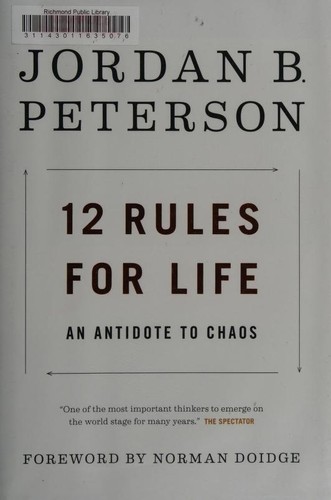 Richmond Public Library
31143011835076
JORDAN B.
PETERSON
12 RULES
FOR LIFE
AN ANTIDOTE TO CHAOS
"One of the most important thinkers to emerge on
the world stage for many years." THE SPECTATOR
FOREWORD BY NORMAN DOIDGE